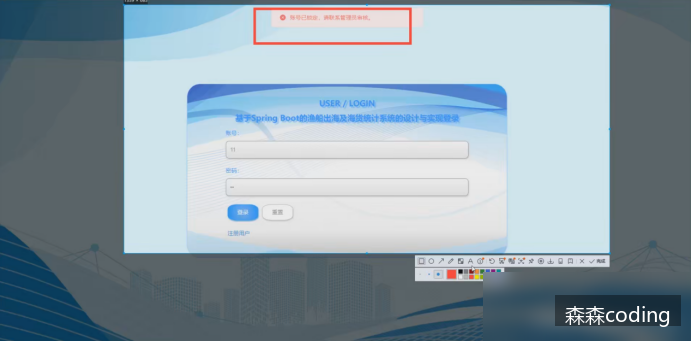 账号已锁定，请联系管理员审核。
USER / LOGIN
基于Spring Boot的渔船出海及海货统计系统的设计与实现登录
账号:
11
密码:
登录 重置
注册用户
完成
森森coding